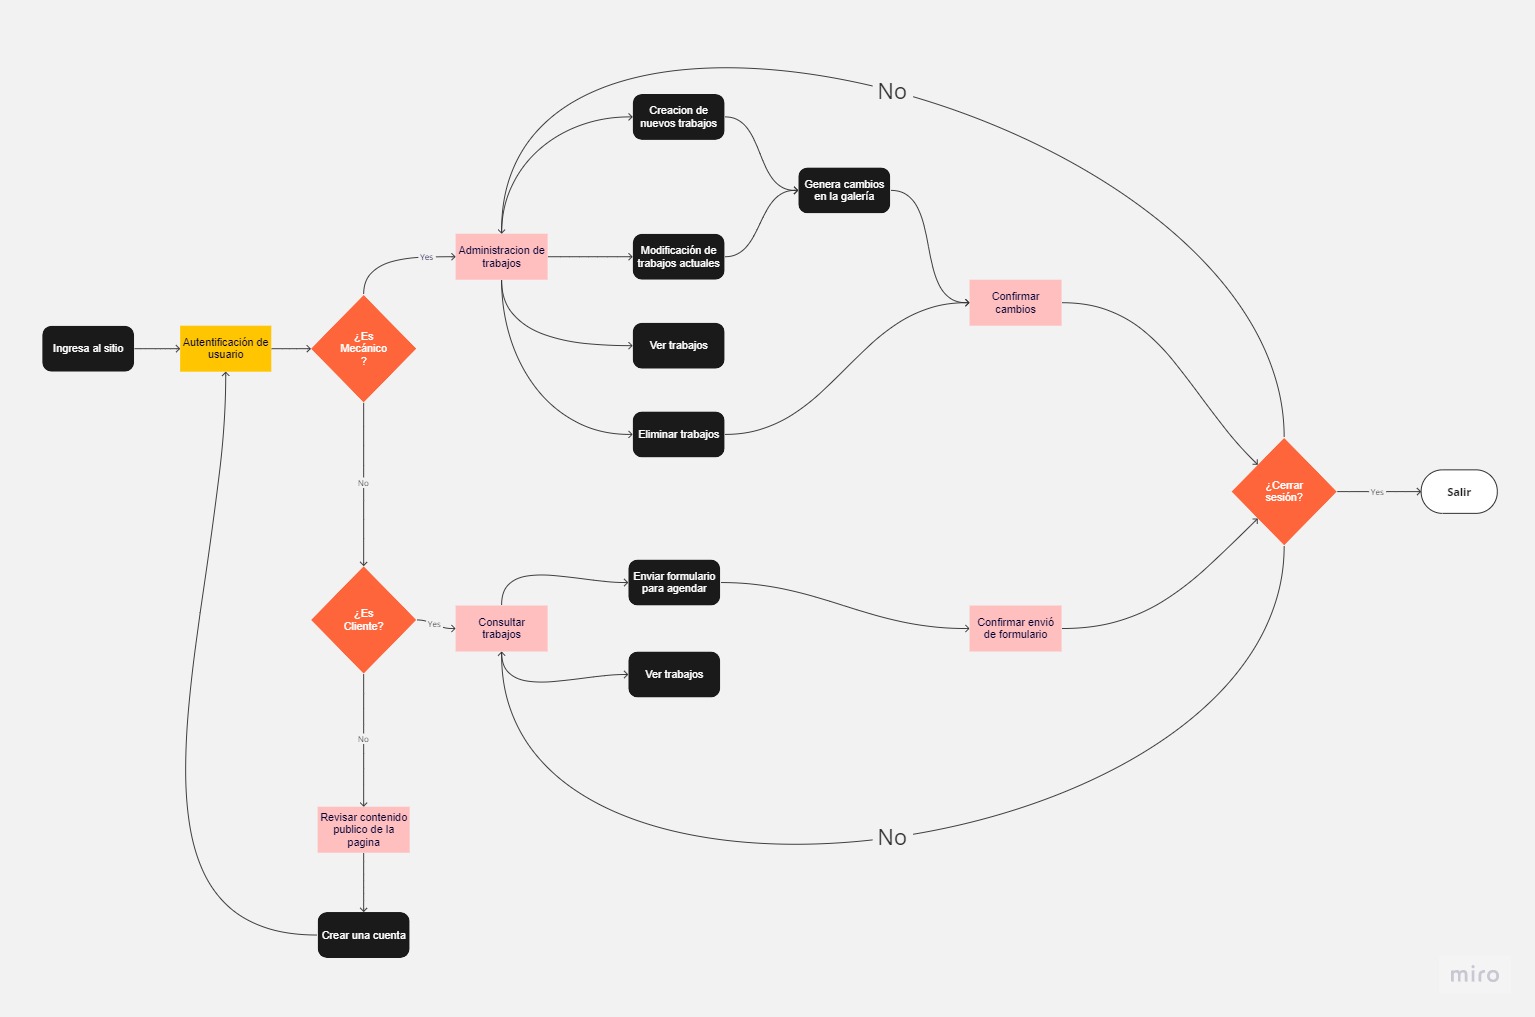 No
Creacion de
nuevos trabajos
Genera cambios
en la galería
Administracion de
trabajos
Modificación de
trabajos actuales
Yes
Confirmar
cambios
Ingresa al sitio
Autentificación de
usuario
¿Es
Mecánico
?
Ver trabajos
Eliminar trabajos
No
¿Cerrar
sesión?
Yes
Salir
Enviar formulario
para agendar
¿Es
Cliente?
Yes
Consultar
trabajos
Confirmar envió
de formulario
Ver trabajos
No
Revisar contenido
publico de la
pagina
No
Crear una cuenta
miro